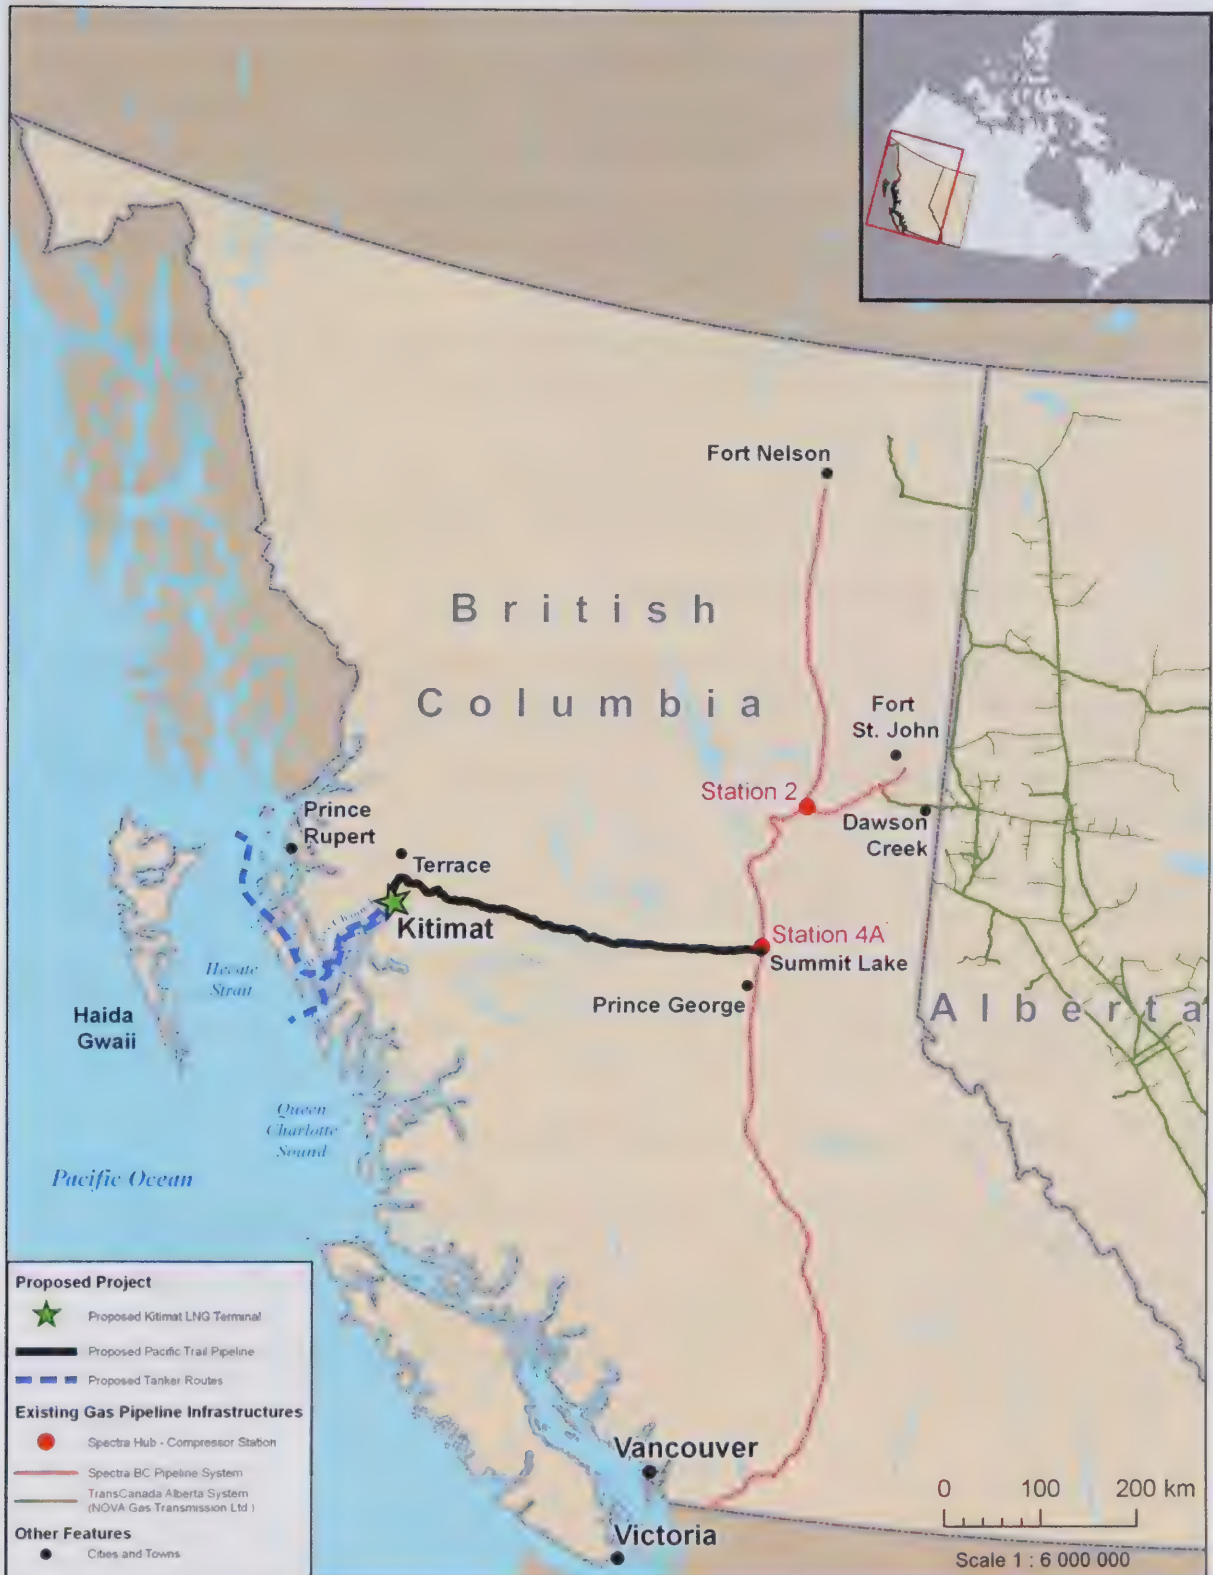 Fort Nelson
British
Columbia
Fort
St. John
Station 2
Dawson
Creek
Prince
Rupert
Terrace
Kitimat
Station 4A
Summit Lake
Prince George
Hecate
Strait
Haida
Gwaii
Alberta
Queen
Charlotte
Sound
Pacific Ocean
Proposed Project
Proposed Kitimat LNG Terminal
Proposed Pacific Trail Pipeline
Proposed Tanker Routes
Existing Gas Pipeline Infrastructures
Spectra Hub - Compressor Station
Spectra BC Pipeline System
TransCanada Alberta System
(NOVA Gas Transmission Ltd )
Other Features
Cities and Towns
Vancouver
Victoria
0 100 200 km
Scale 1 : 6 000 000